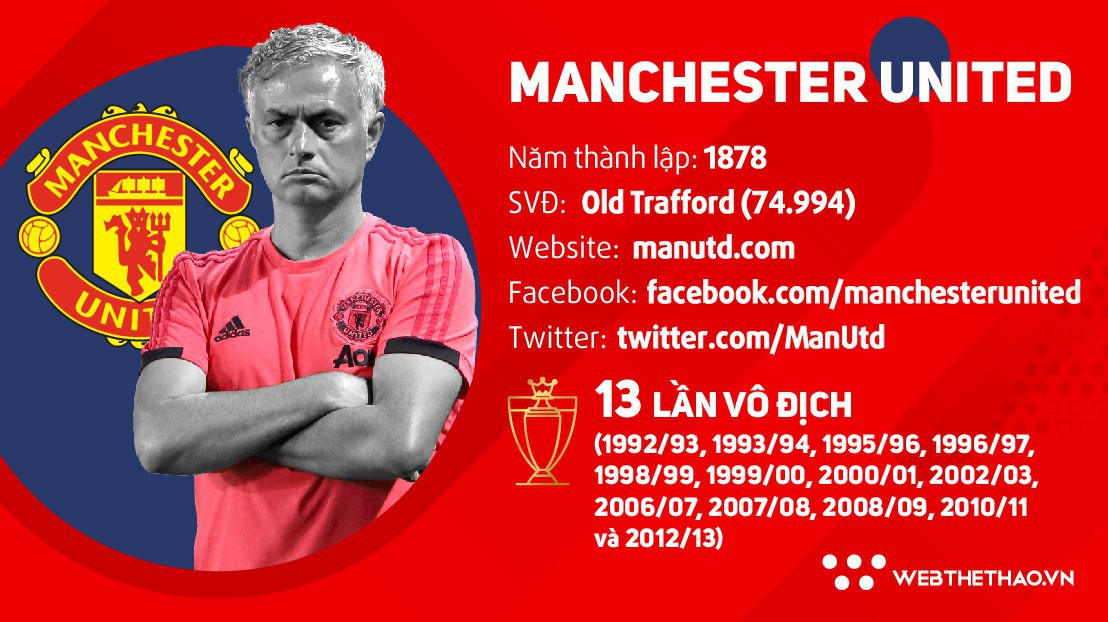 MANCHESTER UNITED
Năm thành lập: 1878
SVĐ: Old Trafford (74.994)
Website: manutd.com
Facebook: facebook.com/manchesterunited
Twitter: twitter.com/ManUtd
13 LẦN VÔ ĐỊCH
(1992/93, 1993/94, 1995/96, 1996/97,
1998/99, 1999/00, 2000/01, 2002/03,
2006/07, 2007/08, 2008/09, 2010/11
và 2012/13)
WEBTHETHAO.VN
MANCHESTER
UNIT
adidas
MANCHESTER
UNITED
AO